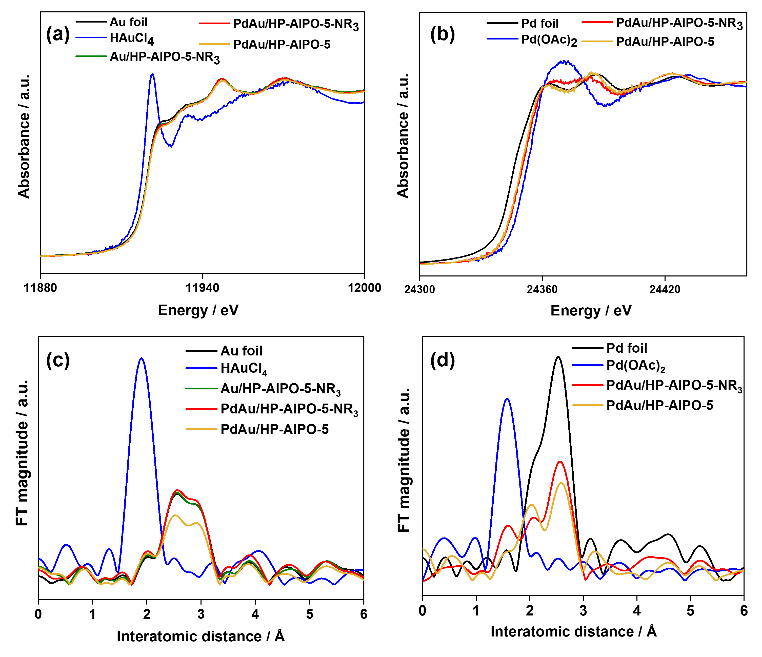 (a)
Au foil
HAuCl4
Au/HP-AlPO-5-NR3
PdAu/HP-AlPO-5-NR3
PdAu/HP-AlPO-5
Absorbance / a.u.
11880
11940
12000
Energy / eV
(b)
Pd foil
Pd(OAc)2
PdAu/HP-AlPO-5-NR3
PdAu/HP-AlPO-5
Absorbance / a.u.
24300
24360
24420
Energy / eV
(c)
Au foil
HAuCl4
Au/HP-AlPO-5-NR3
PdAu/HP-AlPO-5-NR3
PdAu/HP-AlPO-5
FT magnitude / a.u.
0 1 2 3 4 5 6
Interatomic distance / Å
(d)
Pd foil
Pd(OAc)2
PdAu/HP-AlPO-5-NR3
PdAu/HP-AlPO-5
FT magnitude / a.u.
0 1 2 3 4 5 6
Interatomic distance / Å